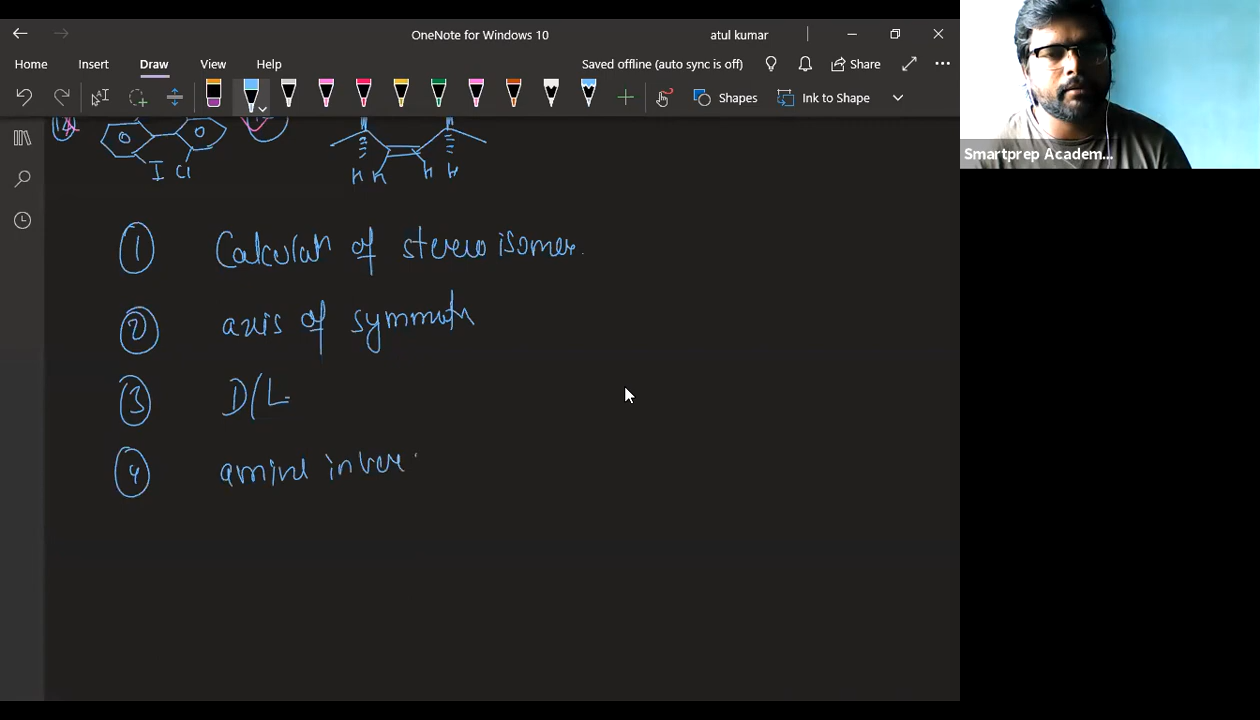 OneNote for Windows 10
atul kumar
Home Insert Draw View Help
Saved offline (auto sync is off)
Share
Shapes
Ink to Shape
Smartprep Academ...
I Cl
H H H H
1 Calculatn of stereo isomer.
2 axis of symmetr
3 D/L
4 amine inver